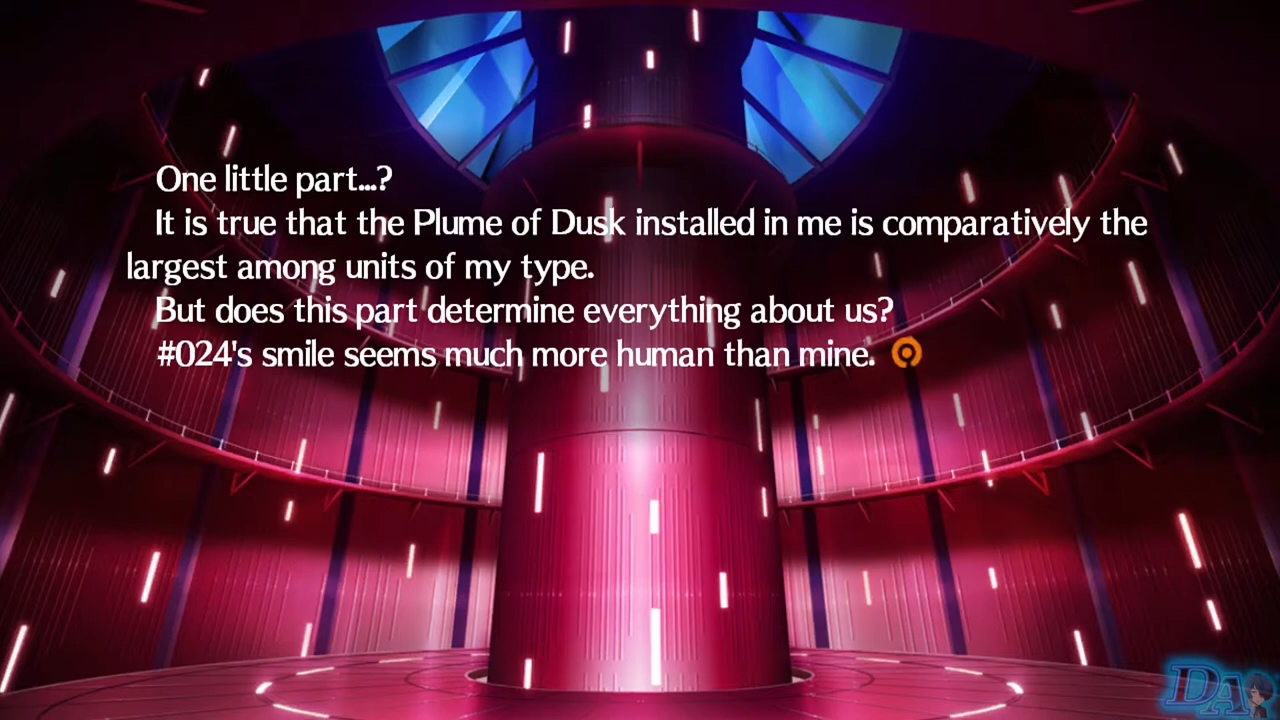 One little part...?
It is true that the Plume of Dusk installed in me is comparatively the
largest among units of my type.
But does this part determine everything about us?
#024's smile seems much more human than mine.
DA